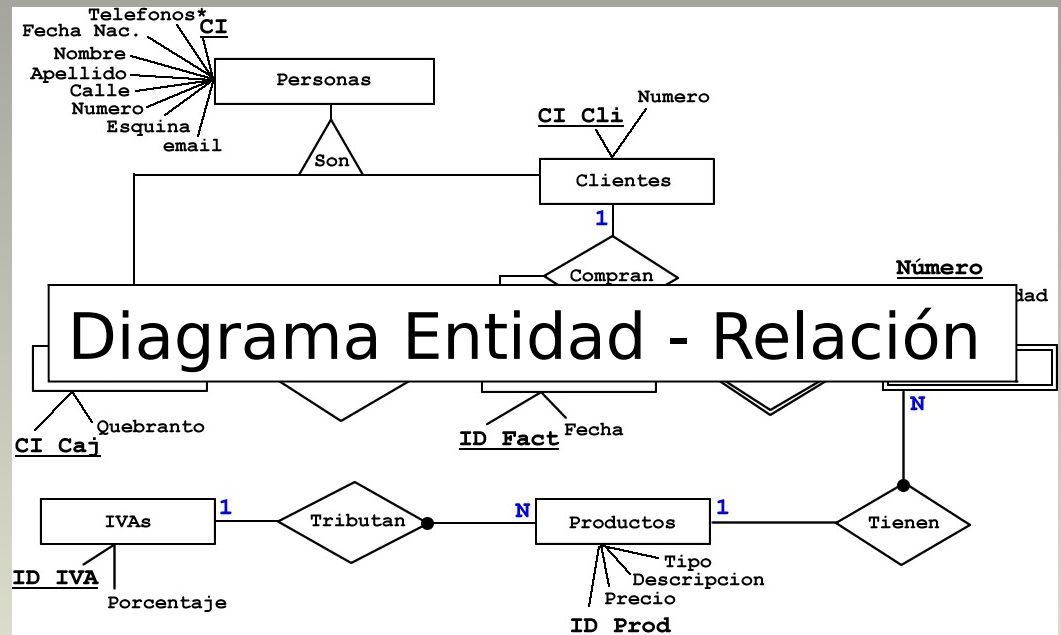 Telefonos*
CI
Fecha Nac.
Nombre
Apellido
Calle
Numero
Esquina
email
Personas
Son
CI Cli
Numero
Clientes
1
Compran
Número
dad
Diagrama Entidad - Relación
CI Caj
Quebranto
ID Fact
Fecha
N
IVAs
1
Tributan
N
Productos
1
Tienen
ID IVA
Porcentaje
Tipo
Descripcion
Precio
ID Prod